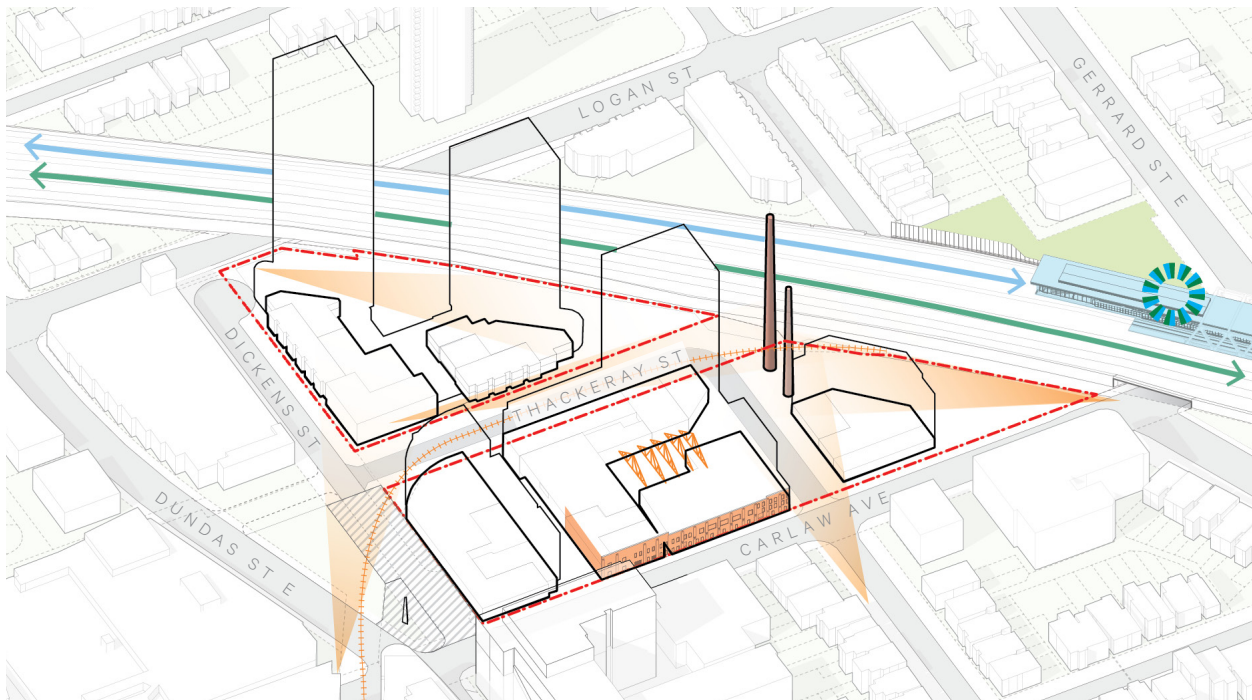 LOGAN ST
GERRARD ST E
DICKENS ST
THACKERAY ST
DUNDAS ST E
CARLAW AVE